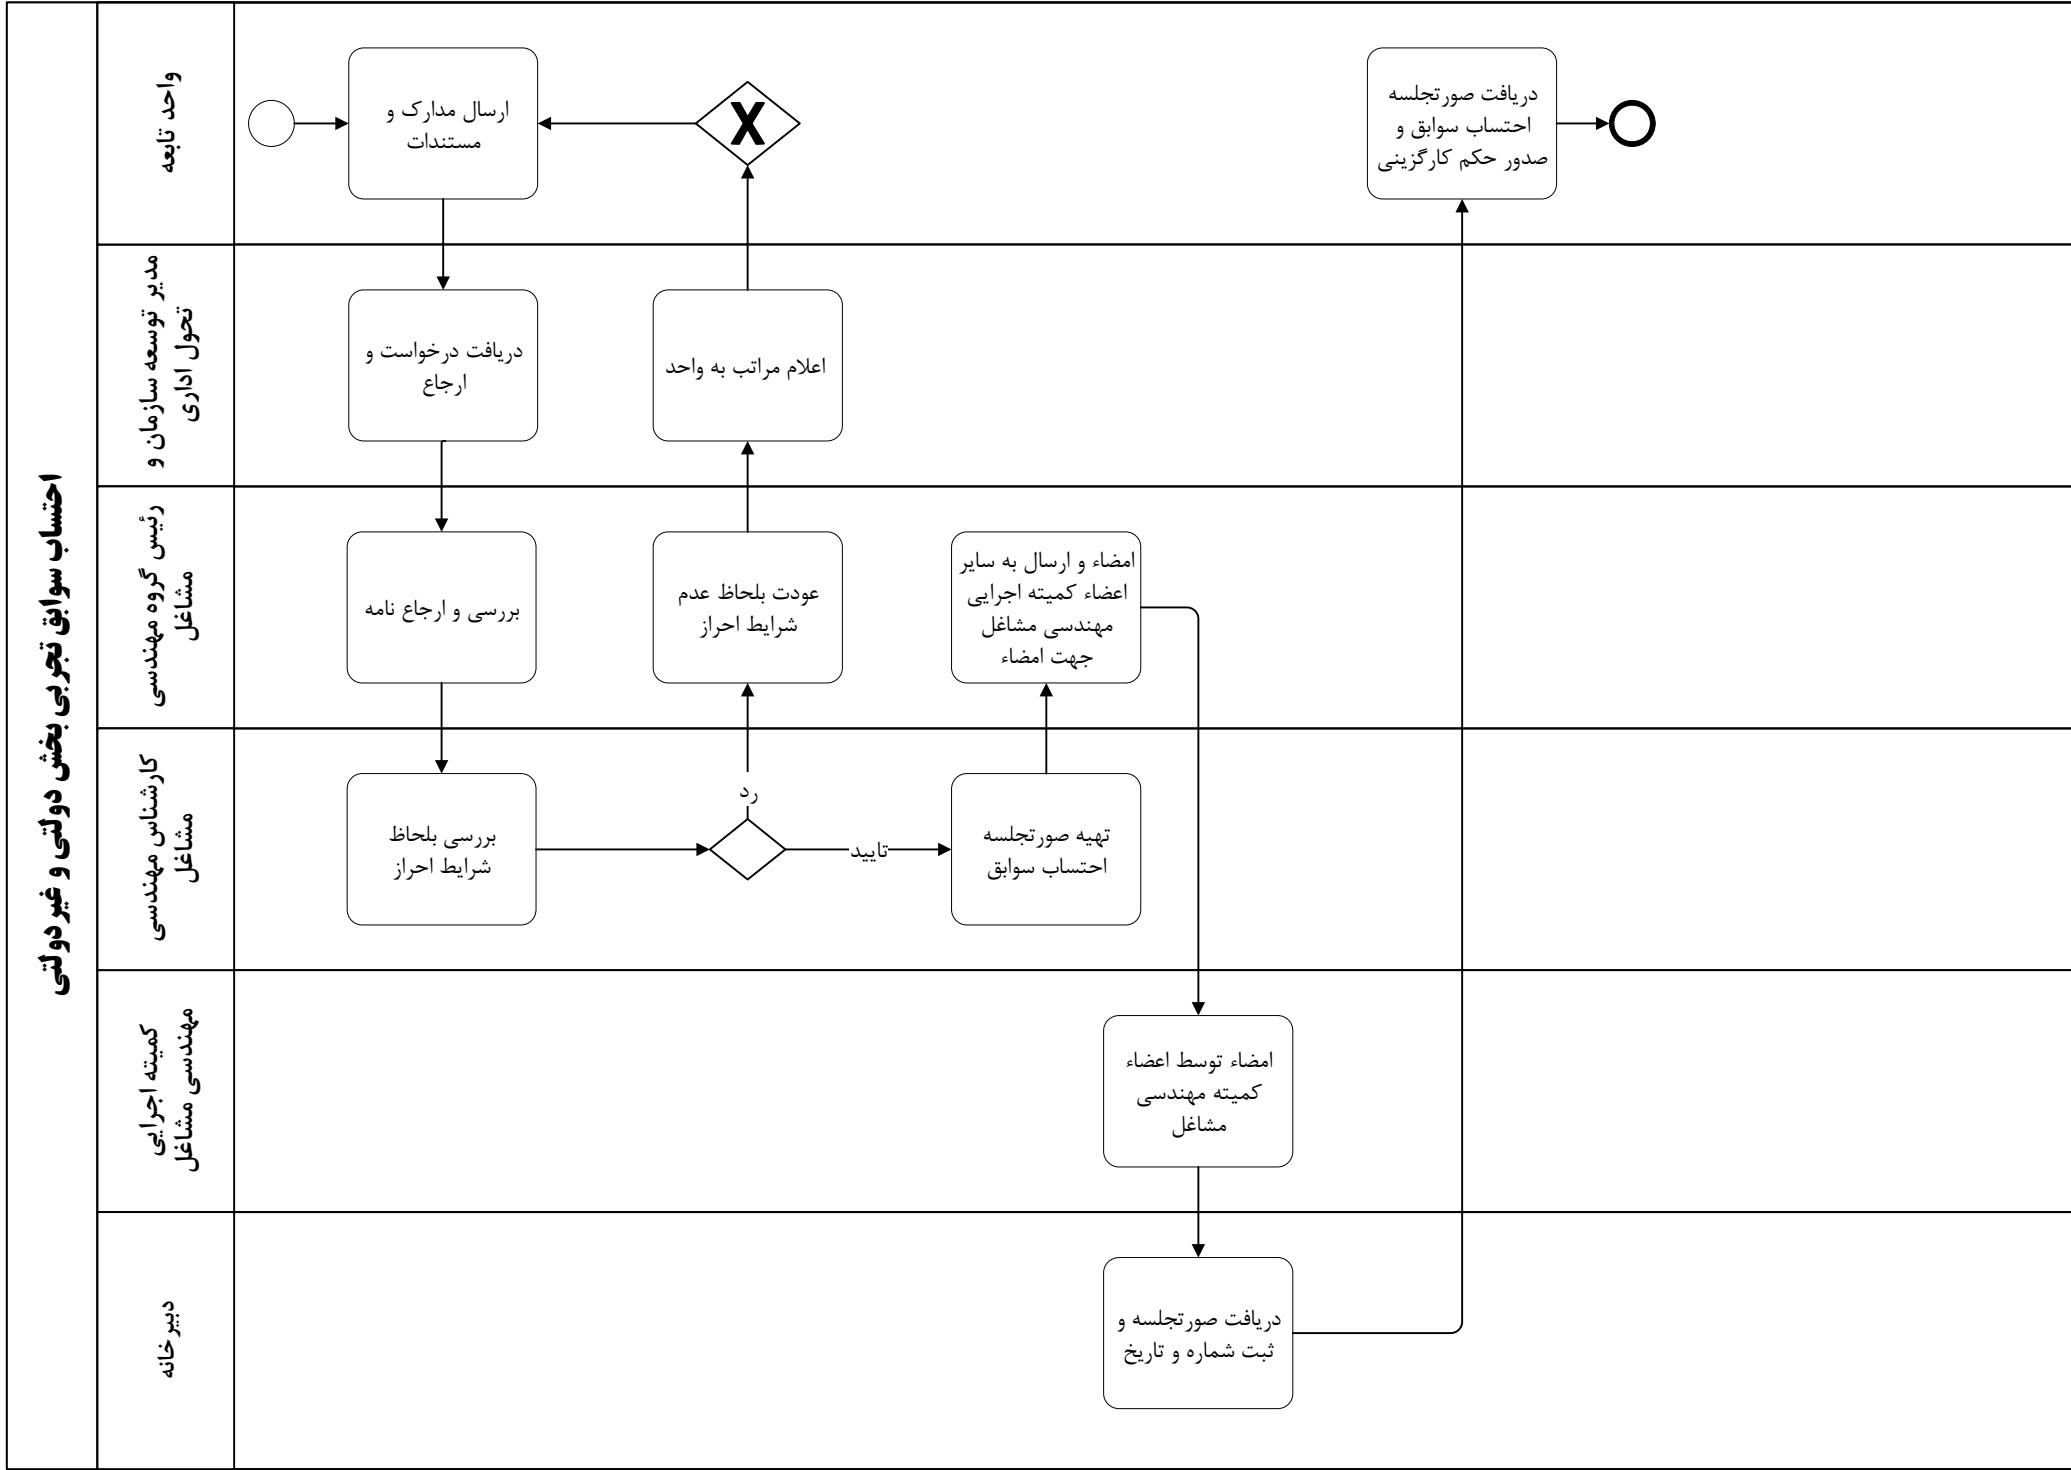 احتساب سوابق تجربی بخش دولتی و غیردولتی
واحد تابعه
ارسال مدارک و
مستندات
X
دریافت صورتجلسه
احتساب سوابق و
صدور حکم کارگزینی
مدیر توسعه سازمان و
تحول اداری
دریافت درخواست و
ارجاع
اعلام مراتب به واحد
رئیس گروه مهندسی
مشاغل
بررسی و ارجاع نامه
عودت بلحاظ عدم
شرایط احراز
امضاء و ارسال به سایر
اعضاء کمیته اجرایی
مهندسی مشاغل
جهت امضاء
کارشناس مهندسی
مشاغل
بررسی بلحاظ
شرایط احراز
رد
تایید
تهیه صورتجلسه
احتساب سوابق
کمیته اجرایی
مهندسی مشاغل
امضاء توسط اعضاء
کمیته مهندسی
مشاغل
دبیرخانه
دریافت صورتجلسه و
ثبت شماره و تاریخ